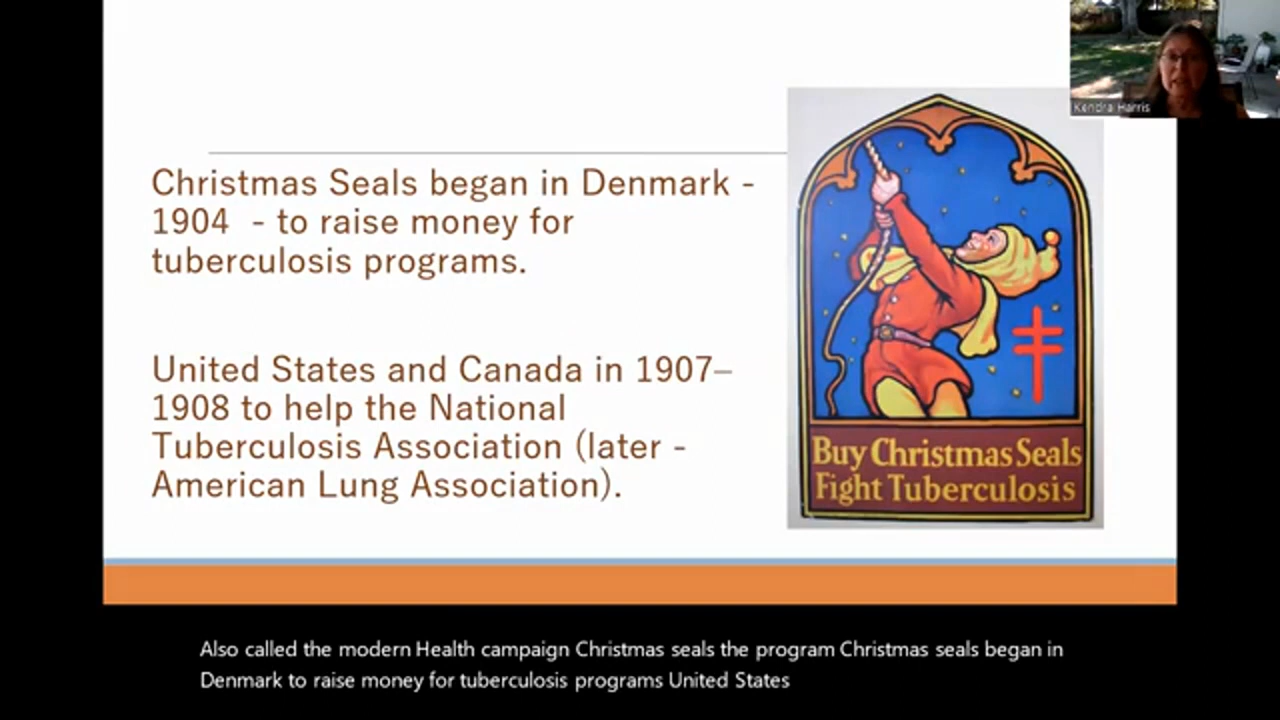 Christmas Seals began in Denmark -
1904 - to raise money for
tuberculosis programs.
United States and Canada in 1907–
1908 to help the National
Tuberculosis Association (later -
American Lung Association).
Buy Christmas Seals
Fight Tuberculosis
Kendra Harris
Also called the modern Health campaign Christmas seals the program Christmas seals began in
Denmark to raise money for tuberculosis programs United States